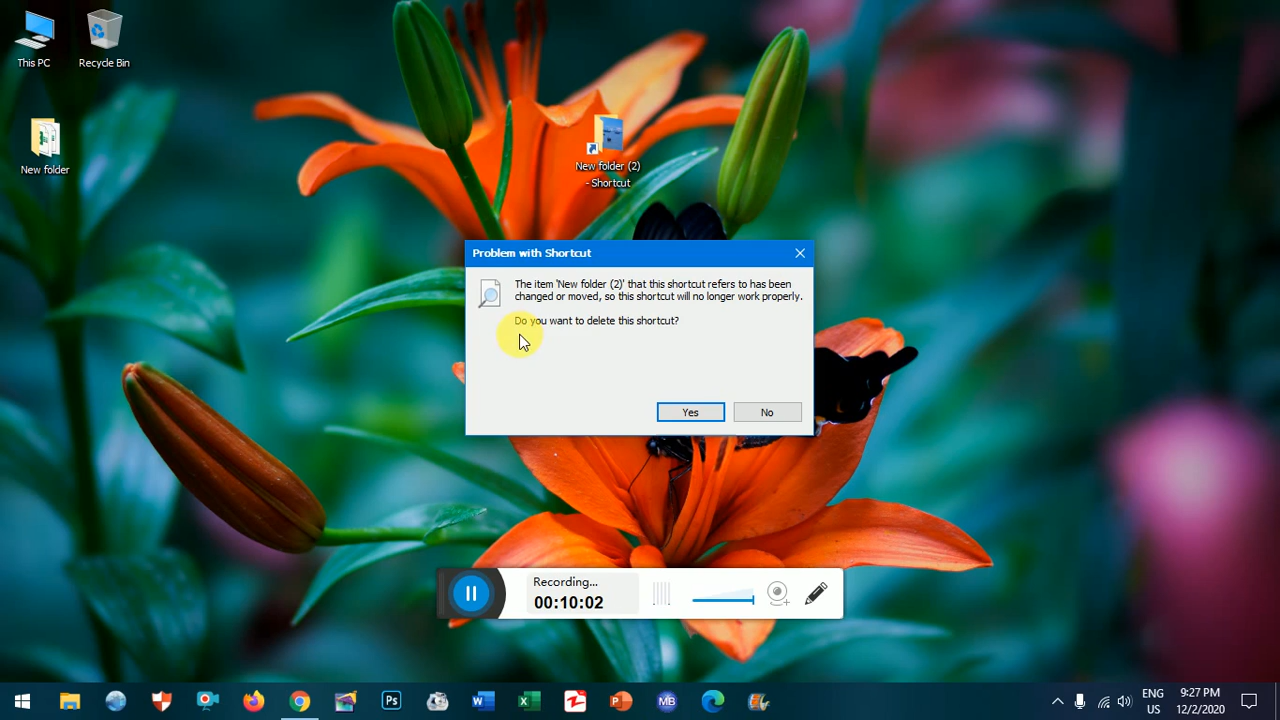 This PC
Recycle Bin
New folder
New folder (2)
- Shortcut
Problem with Shortcut
The item 'New folder (2)' that this shortcut refers to has been
changed or moved, so this shortcut will no longer work properly.
Do you want to delete this shortcut?
Yes
No
Recording...
00:10:02
Ps
W
X
P
MB
ENG
US
9:27 PM
12/2/2020